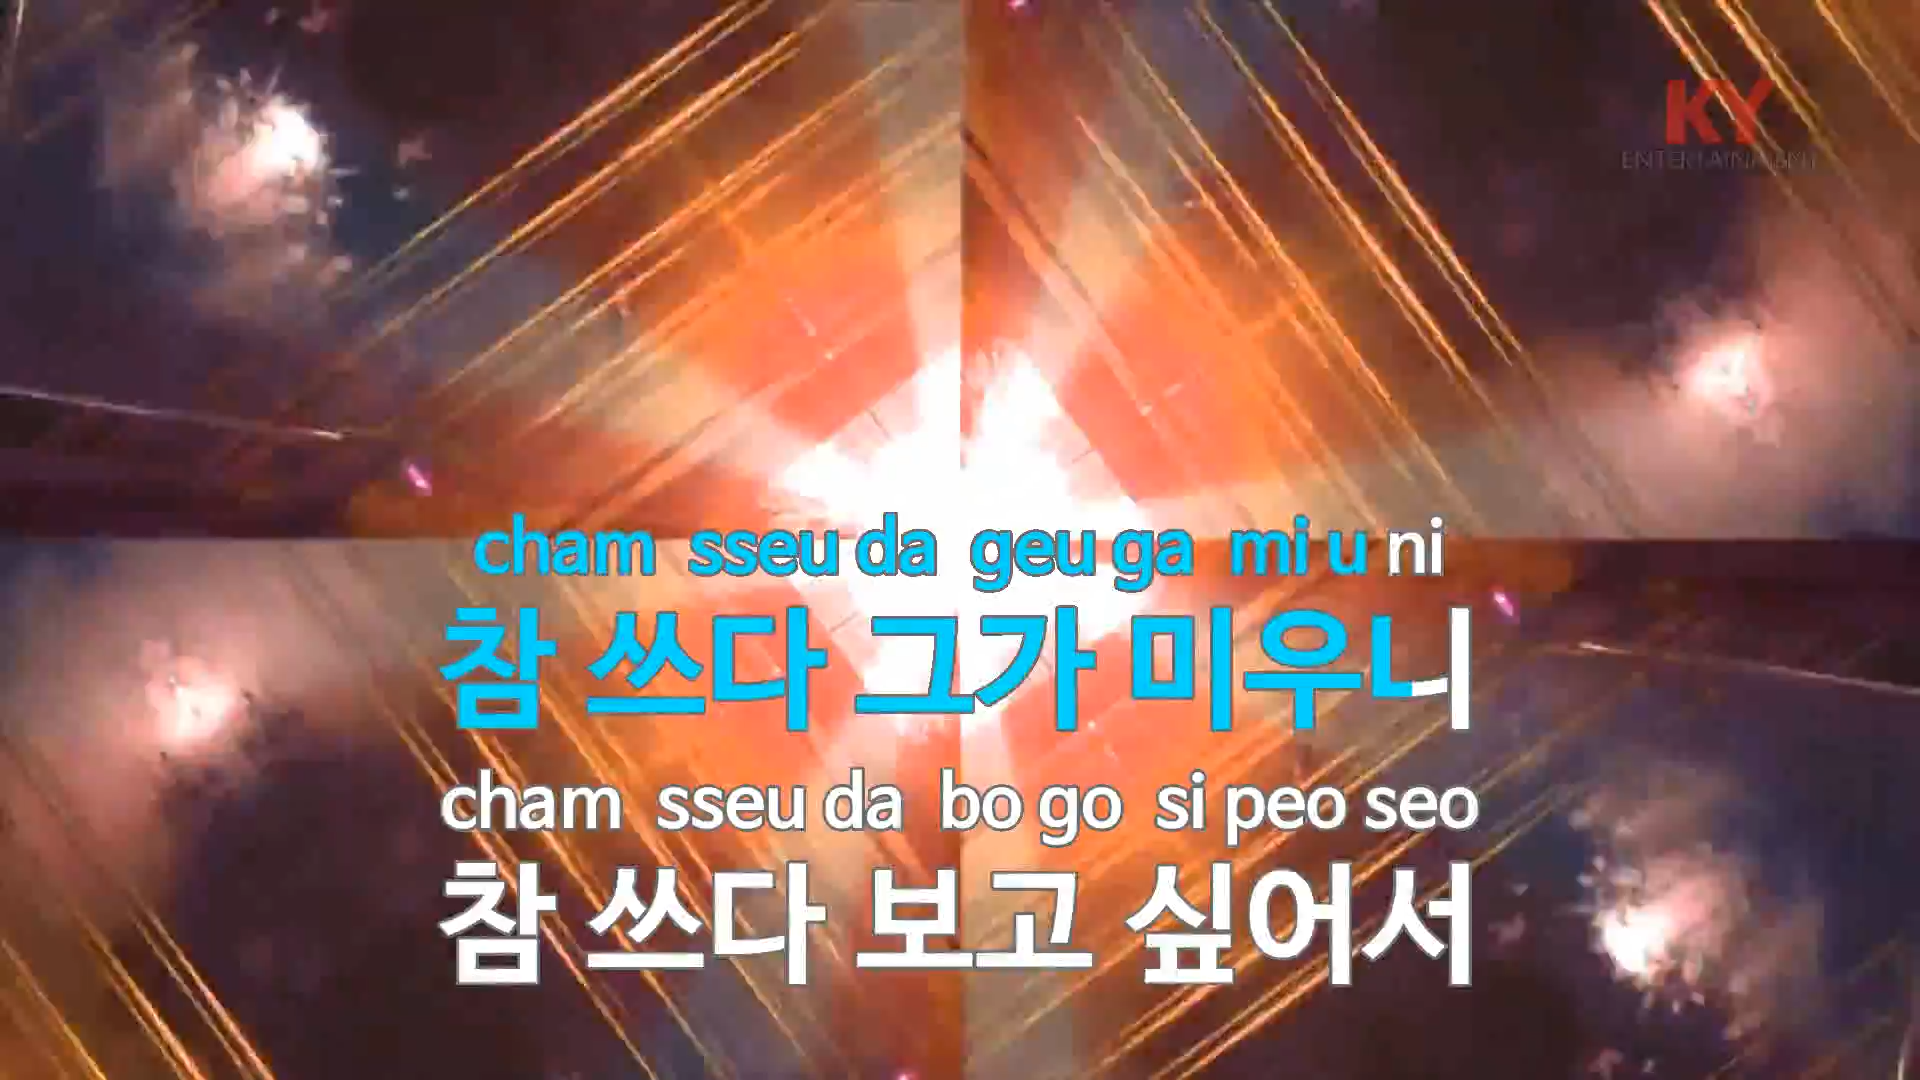 KY
ENTERTAINMENT
cham sseu da geu ga mi u ni
참 쓰다 그가 미우니
cham sseu da bo go si peo seo
참 쓰다 보고 싶어서